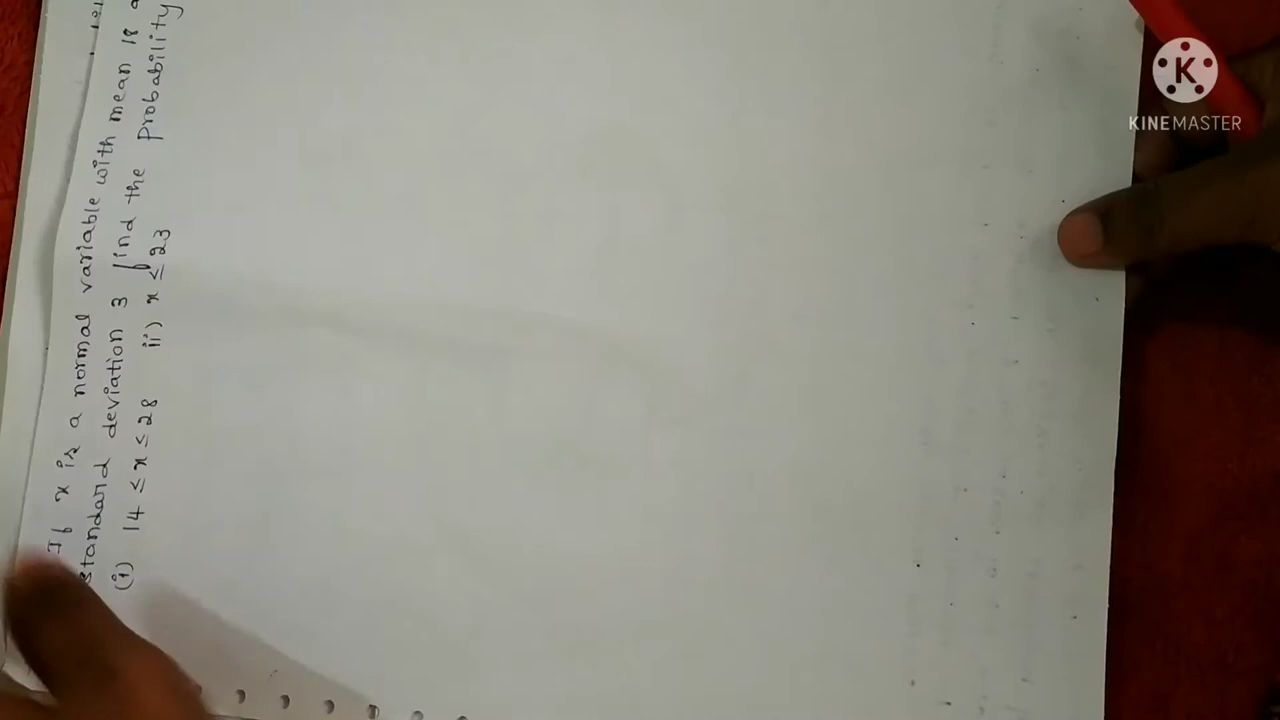 If x is a normal variable with mean 18
standard deviation 3 find the probability
(i) 14 ≤ x ≤ 28 ii) x ≤ 23
KINEMASTER